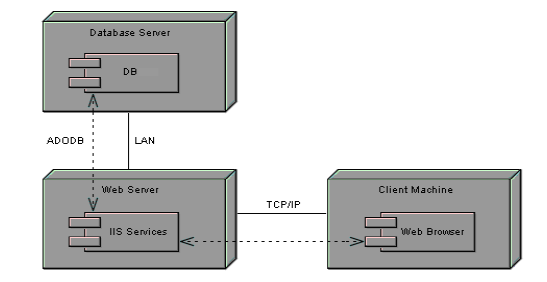 Database Server
DB
ADODB
LAN
Web Server
IIS Services
TCP/IP
Client Machine
Web Browser